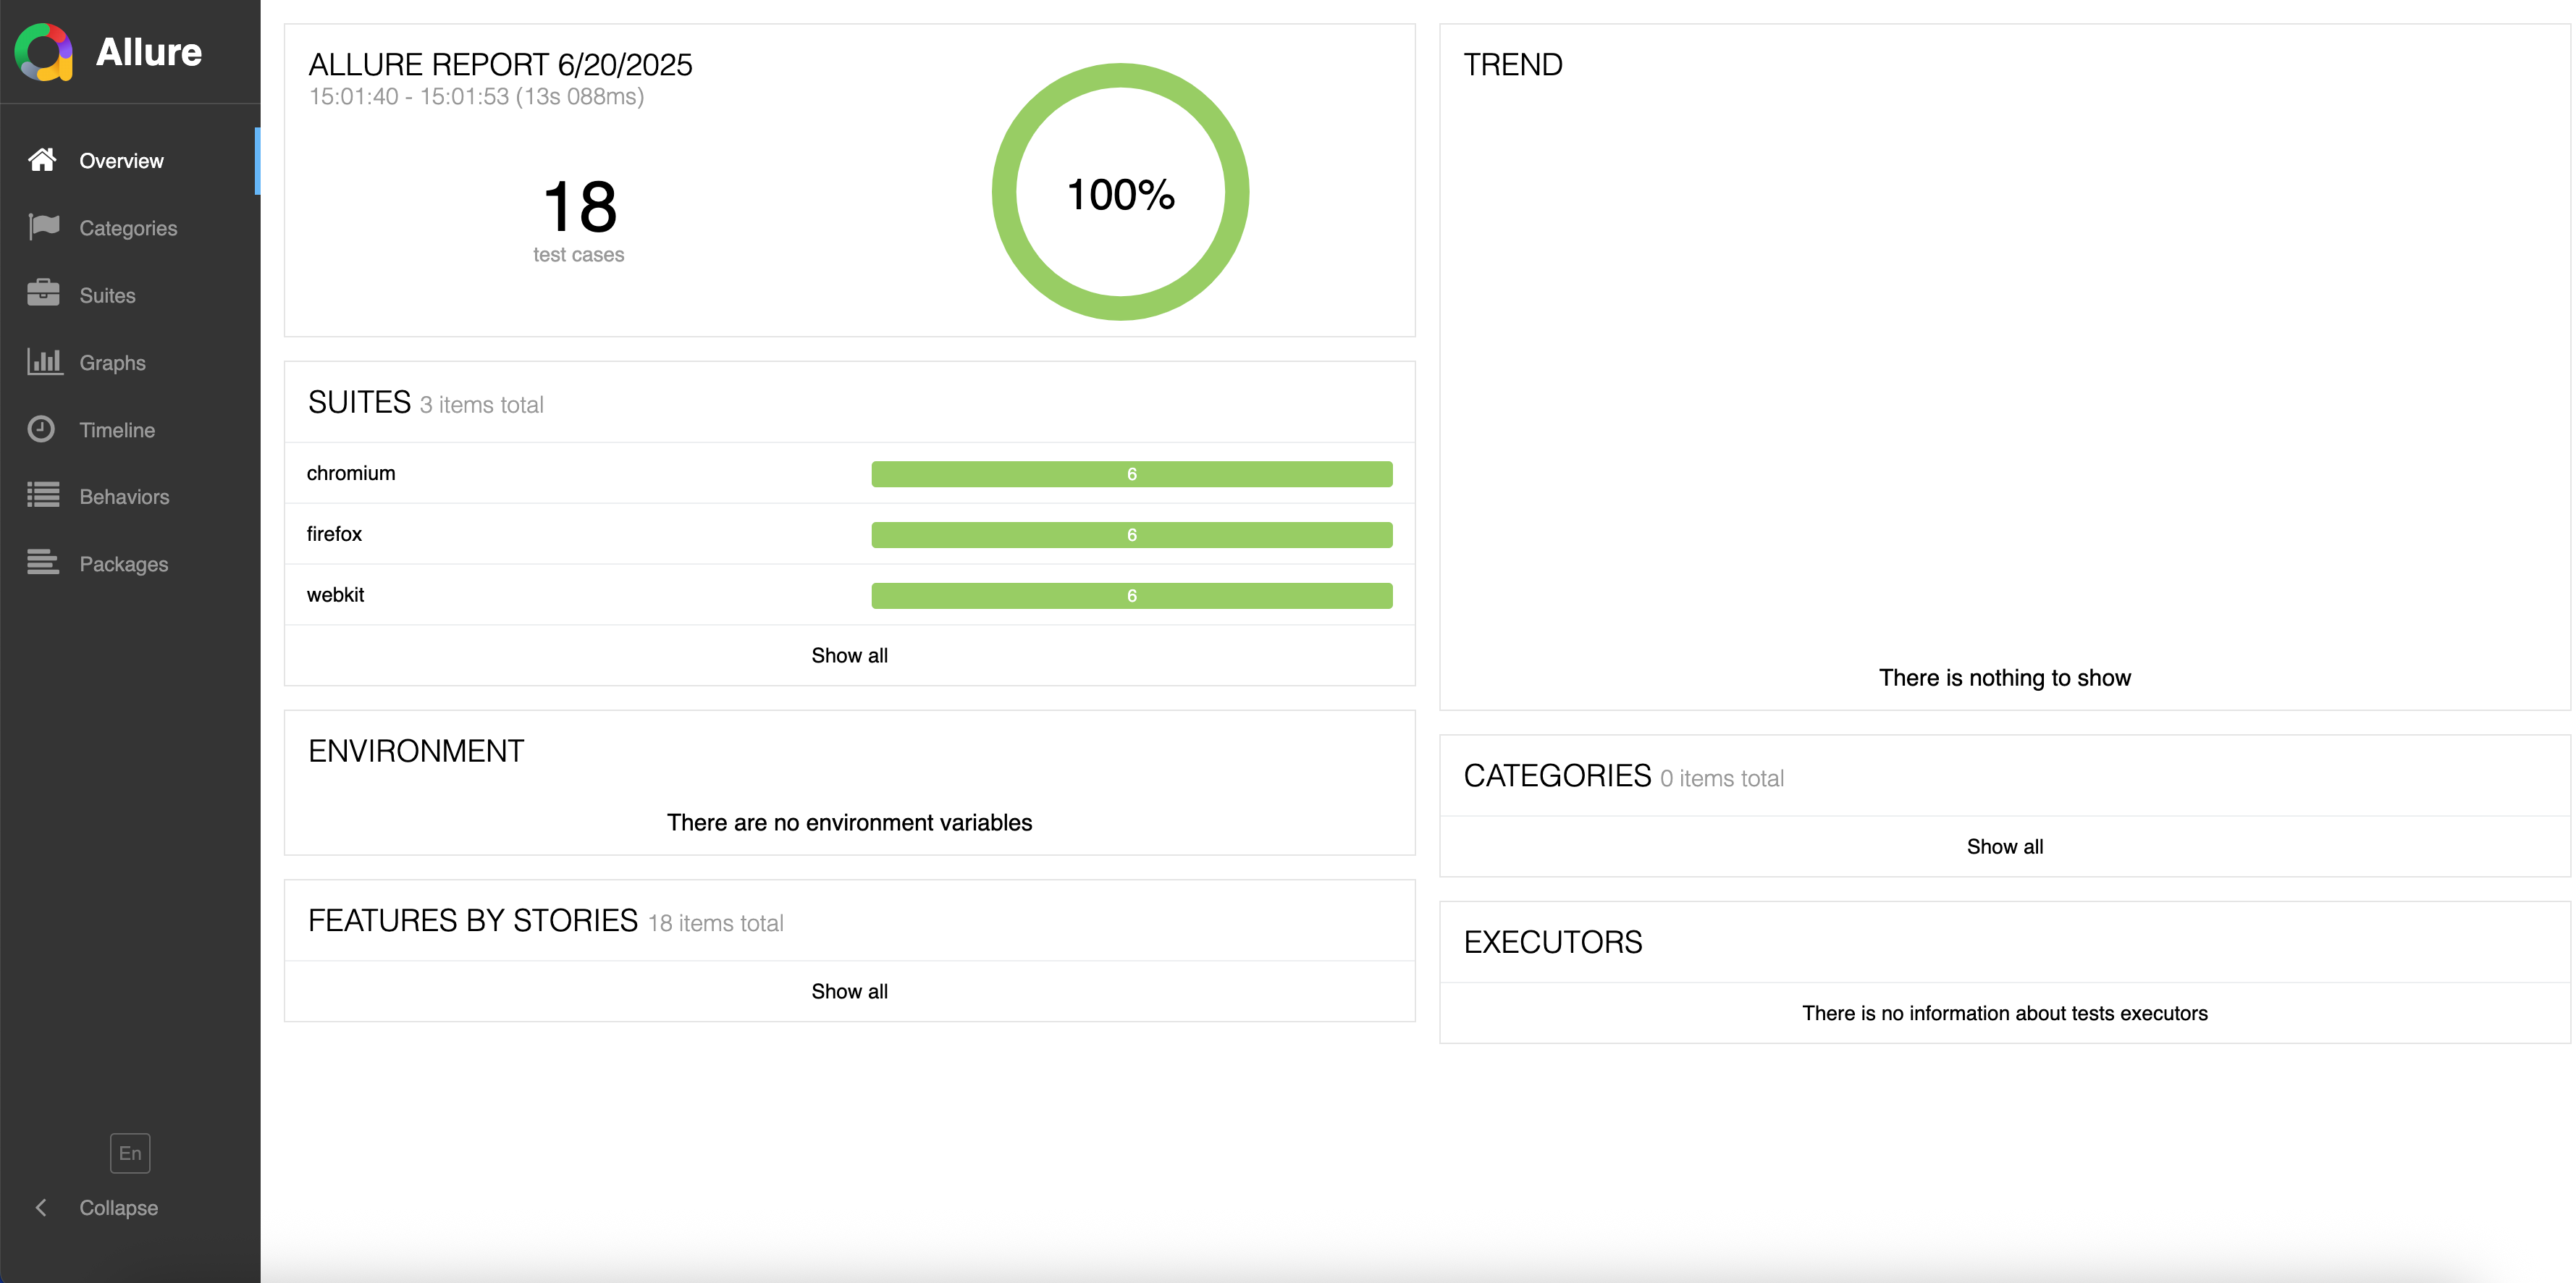 Allure
Overview
Categories
Suites
Graphs
Timeline
Behaviors
Packages
En
Collapse
ALLURE REPORT 6/20/2025
15:01:40 - 15:01:53 (13s 088ms)
18
test cases
100%
SUITES 3 items total
chromium 6
firefox 6
webkit 6
Show all
ENVIRONMENT
There are no environment variables
FEATURES BY STORIES 18 items total
Show all
TREND
There is nothing to show
CATEGORIES 0 items total
Show all
EXECUTORS
There is no information about tests executors